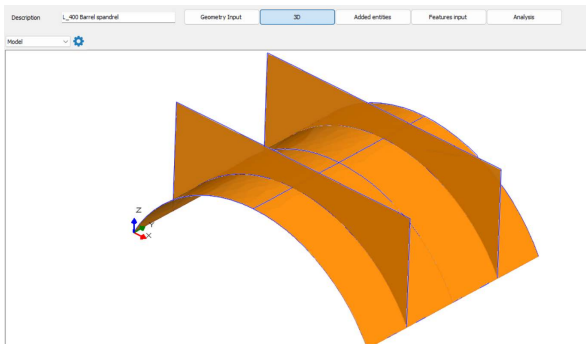 Description L_400 Barrel spandrel Geometry Input 3D Added entities Features input Analysis
Model
Z
Y
X